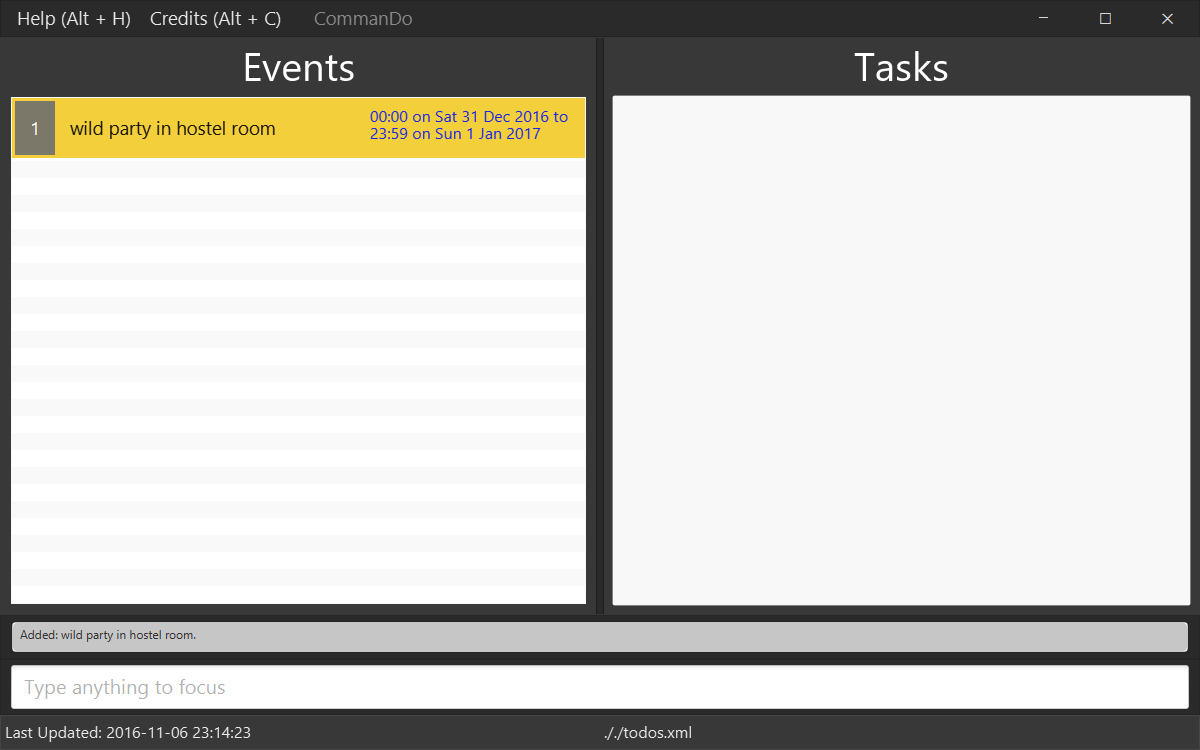 Help (Alt + H) Credits (Alt + C) CommanDo
Events
Tasks
1
wild party in hostel room
00:00 on Sat 31 Dec 2016 to
23:59 on Sun 1 Jan 2017
Added: wild party in hostel room.
Type anything to focus
Last Updated: 2016-11-06 23:14:23
././todos.xml